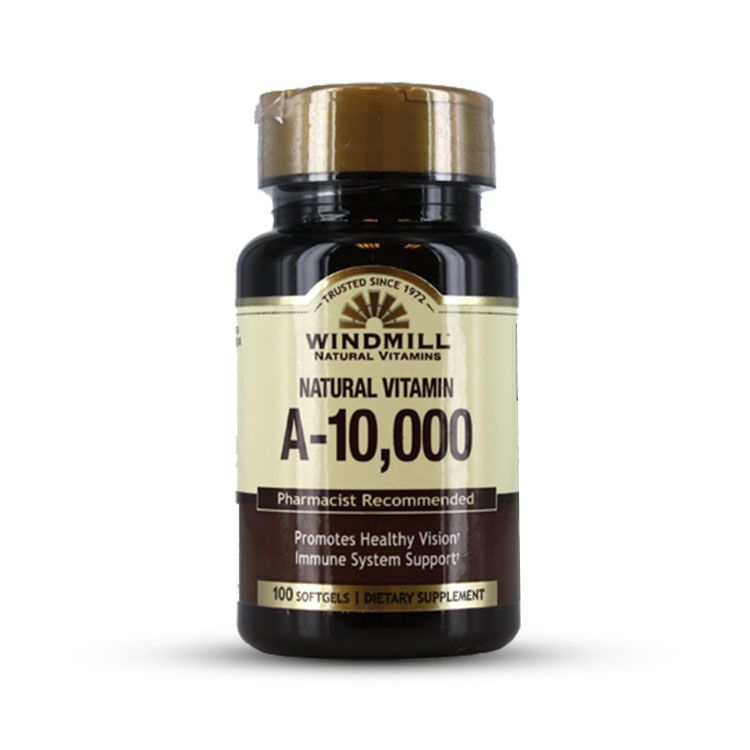 TRUSTED SINCE 1972
WINDMILL
NATURAL VITAMINS
NATURAL VITAMIN
A-10,000
Pharmacist Recommended
Promotes Healthy Vision†
Immune System Support†
100 SOFTGELS | DIETARY SUPPLEMENT